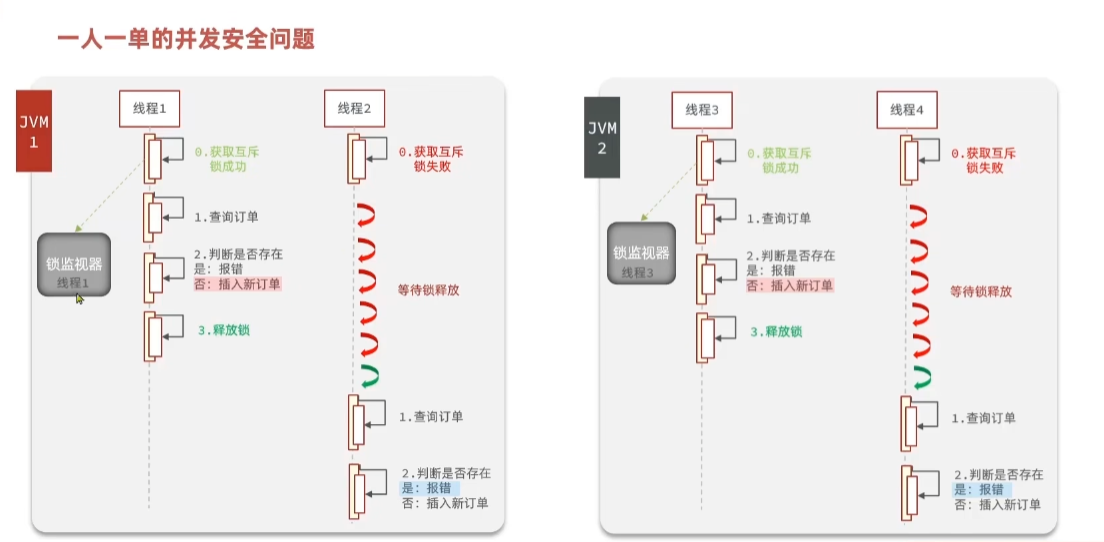 一人一单的并发安全问题
JVM
1
线程1
线程2
0.获取互斥
锁成功
0.获取互斥
锁失败
1.查询订单
锁监视器
线程1
2.判断是否存在
是：报错
否：插入新订单
等待锁释放
3.释放锁
1.查询订单
2.判断是否存在
是：报错
否：插入新订单
JVM
2
线程3
线程4
0.获取互斥
锁成功
0.获取互斥
锁失败
1.查询订单
锁监视器
线程3
2.判断是否存在
是：报错
否：插入新订单
等待锁释放
3.释放锁
1.查询订单
2.判断是否存在
是：报错
否：插入新订单